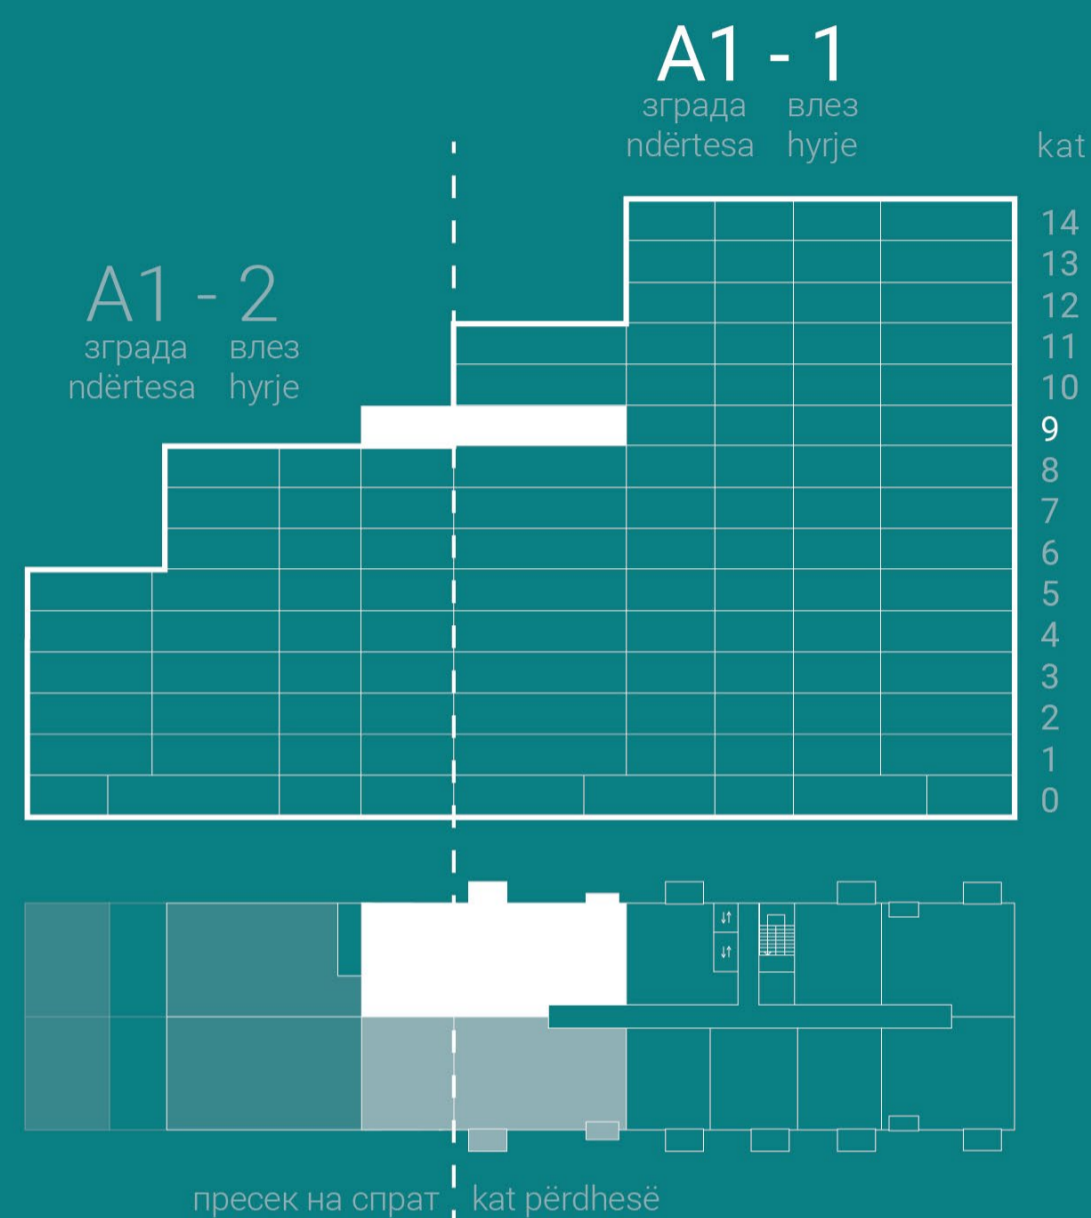 A1 - 1
зграда влез
ndërtesa hyrje
kat
14
13
12
11
10
9
8
7
6
5
4
3
2
1
0
A1 - 2
зграда влез
ndërtesa hyrje
пресек на спрат kat përdhesë